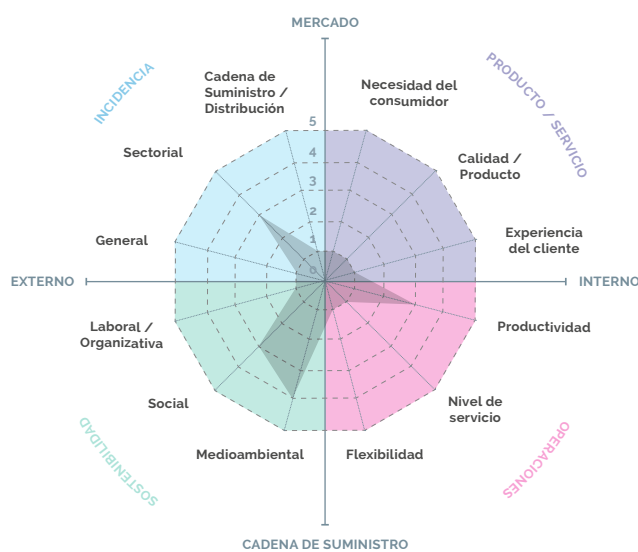 MERCADO
INCIDENCIA
PRODUCTO / SERVICIO
Cadena de
Suministro /
Distribución
Necesidad del
consumidor
Sectorial
Calidad /
Producto
General
Experiencia
del cliente
5
4
3
2
1
0
EXTERNO
INTERNO
Laboral /
Organizativa
Productividad
Social
Nivel de
servicio
Medioambiental
Flexibilidad
SOSTENIBILIDAD
OPERACIONES
CADENA DE SUMINISTRO